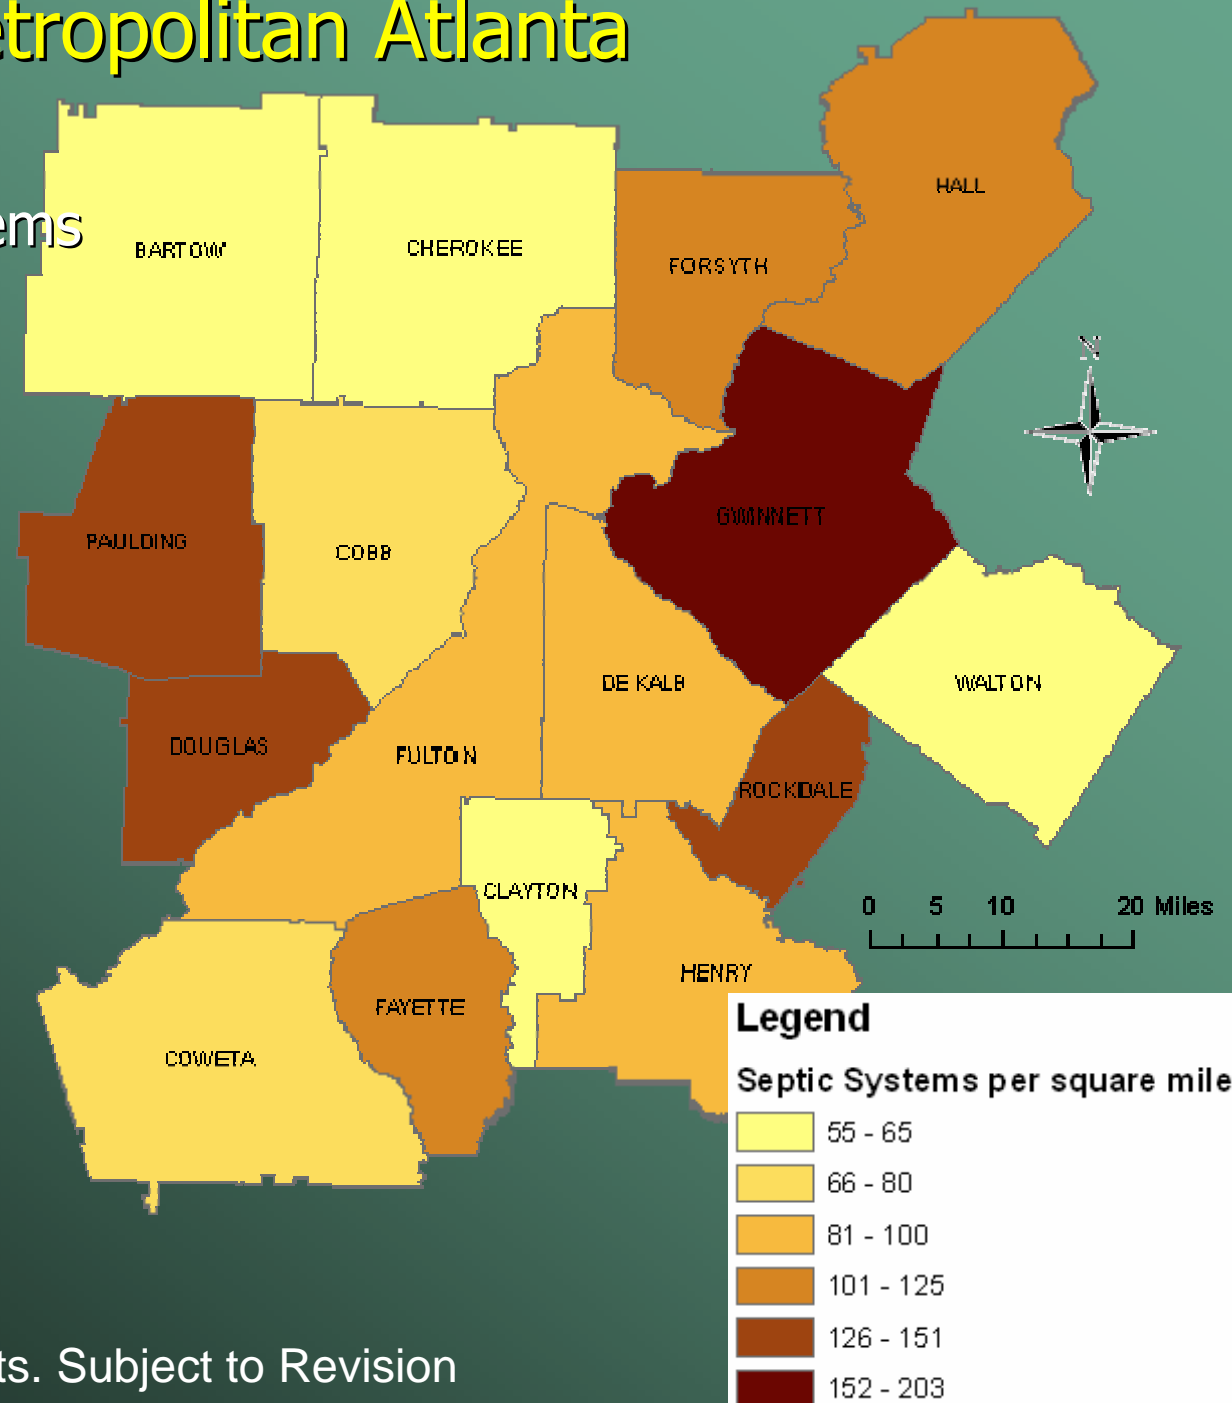 etropolitan Atlanta
ems
BARTOW
CHEROKEE
FORSYTH
HALL
N
PAULDING
COBB
GWINNETT
DOUGLAS
FULTON
DE KALB
WALTON
ROCKDALE
CLAYTON
0 5 10 20 Miles
HENRY
FAYETTE
COWETA
Legend
Septic Systems per square mile
55 - 65
66 - 80
81 - 100
101 - 125
126 - 151
152 - 203
ts. Subject to Revision